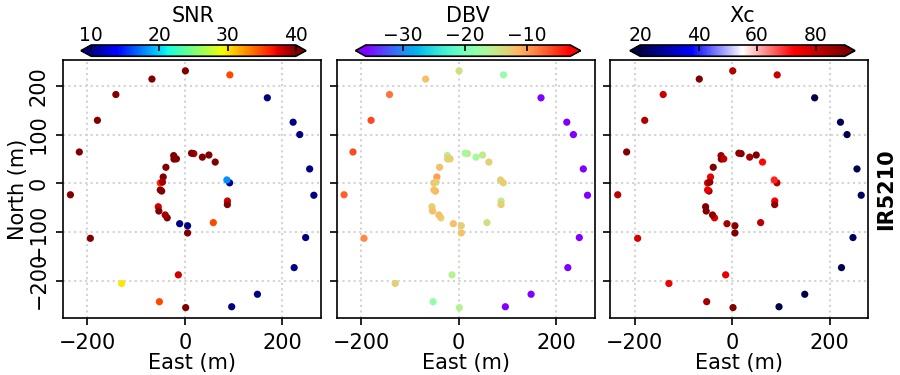 SNR DBV Xc
10 20 30 40 −30 −20 −10 20 40 60 80
North (m)
200
100
0
−100
−200
IR5210
−200 0 200 −200 0 200 −200 0 200
East (m) East (m) East (m)